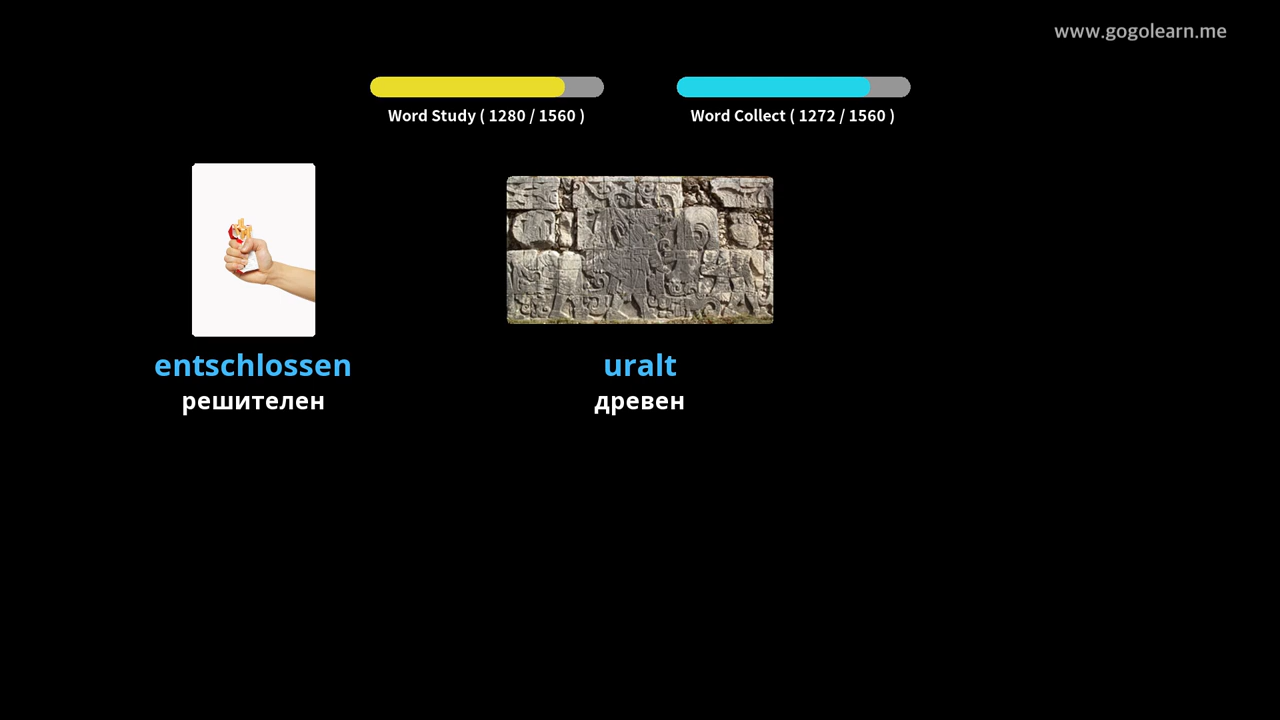 www.gogolearn.me
Word Study ( 1280 / 1560 )
Word Collect ( 1272 / 1560 )
entschlossen
решителен
uralt
древен